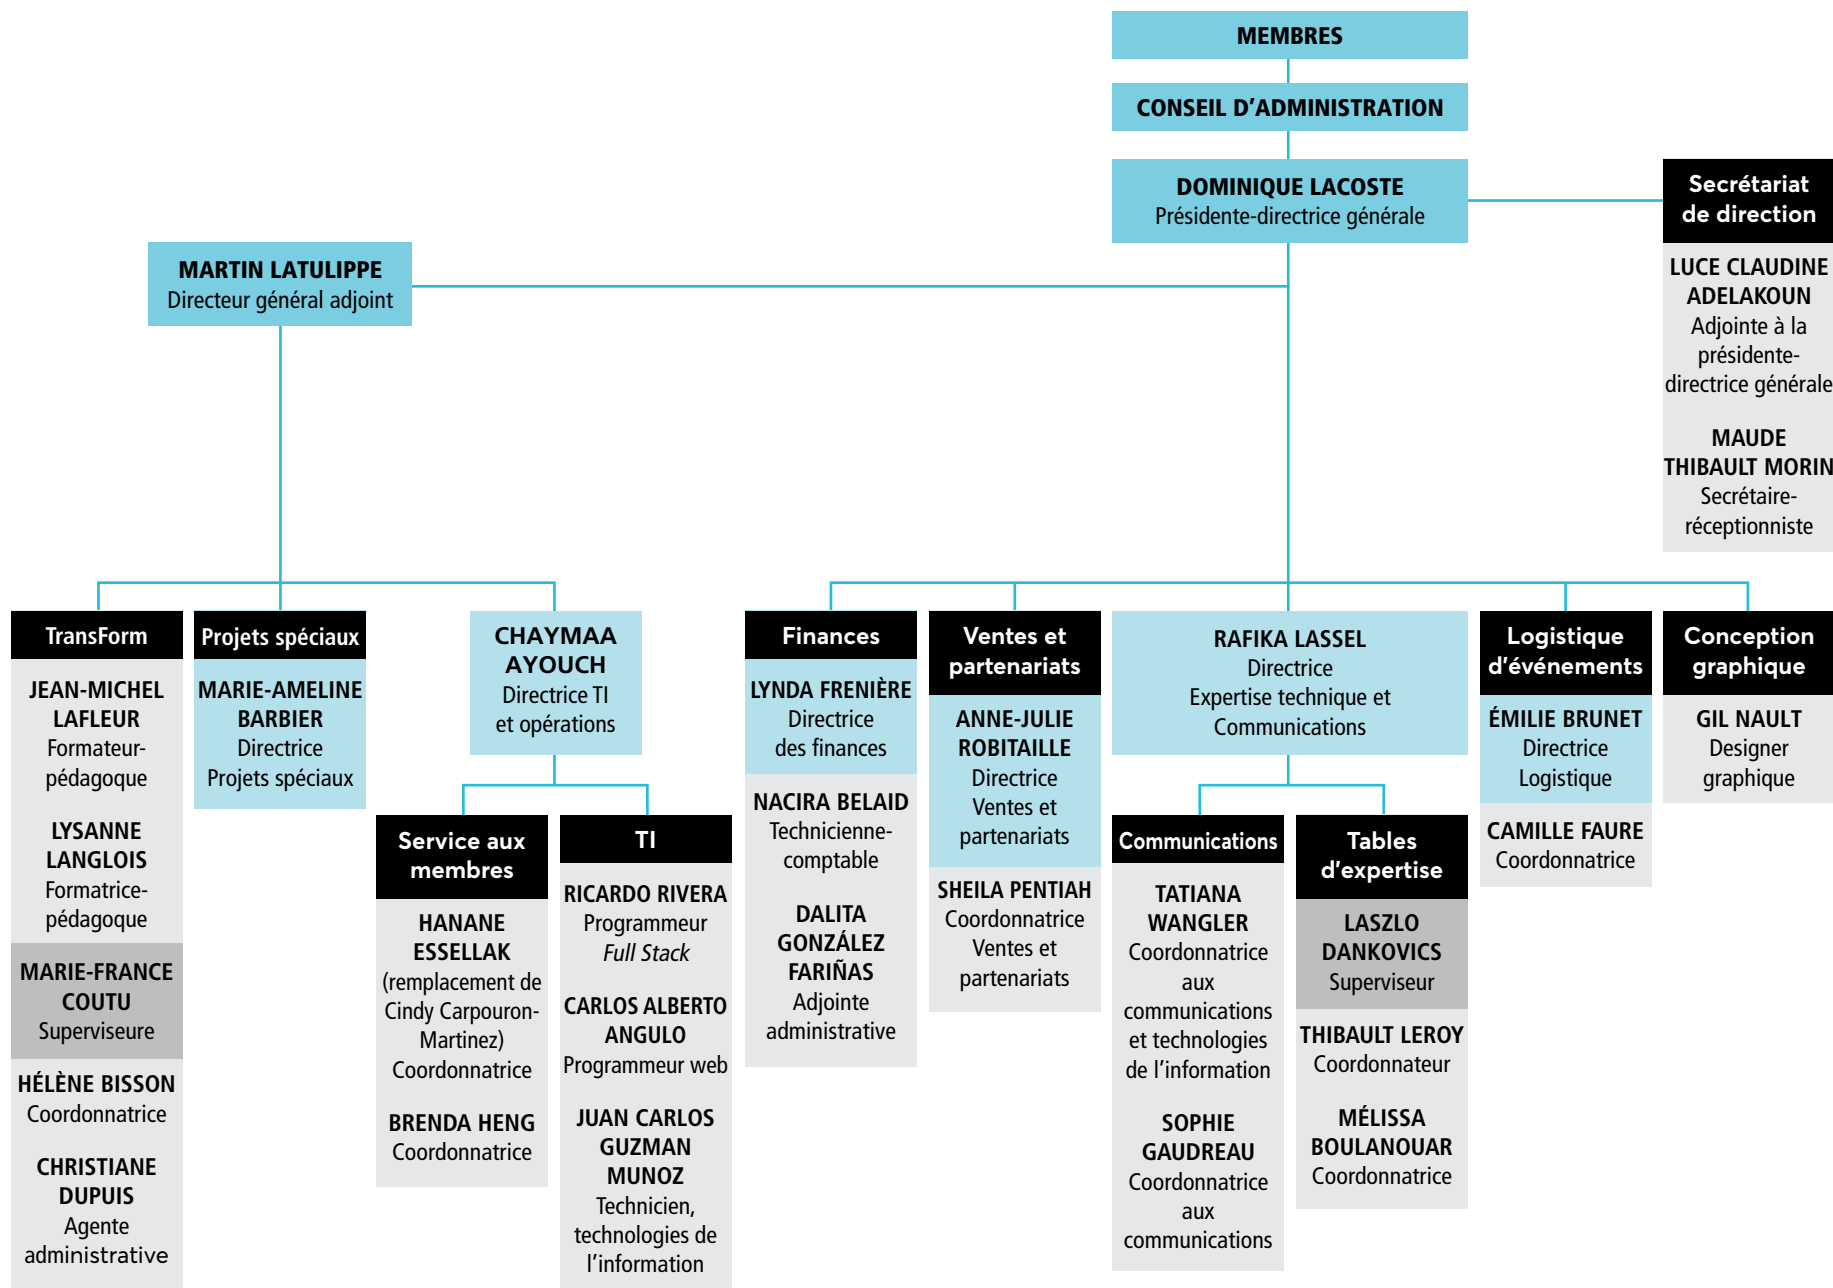 MEMBRES
CONSEIL D'ADMINISTRATION
DOMINIQUE LACOSTE
Présidente-directrice générale
Secrétariat
de direction
LUCE CLAUDINE
ADELAKOUN
Adjointe à la
présidente-
directrice générale
MAUDE
THIBAULT MORIN
Secrétaire-
réceptionniste
MARTIN LATULIPPE
Directeur général adjoint
TransForm
JEAN-MICHEL
LAFLEUR
Formateur-
pédagoque
LYSANNE
LANGLOIS
Formatrice-
pédagoque
MARIE-FRANCE
COUTU
Superviseure
HÉLÈNE BISSON
Coordonnatrice
CHRISTIANE
DUPUIS
Agente
administrative
Projets spéciaux
MARIE-AMELINE
BARBIER
Directrice
Projets spéciaux
CHAYMAA
AYOUCH
Directrice TI
et opérations
Service aux
membres
HANANE
ESSELLAK
(remplacement de
Cindy Carpouron-
Martinez)
Coordonnatrice
BRENDA HENG
Coordonnatrice
TI
RICARDO RIVERA
Programmeur
Full Stack
CARLOS ALBERTO
ANGULO
Programmeur web
JUAN CARLOS
GUZMAN
MUNOZ
Technicien,
technologies de
l'information
Finances
LYNDA FRENIÈRE
Directrice
des finances
NACIRA BELAID
Technicienne-
comptable
DALITA
GONZÁLEZ
FARIÑAS
Adjointe
administrative
Ventes et
partenariats
ANNE-JULIE
ROBITAILLE
Directrice
Ventes et
partenariats
SHEILA PENTIAH
Coordonnatrice
Ventes et
partenariats
RAFIKA LASSEL
Directrice
Expertise technique et
Communications
Communications
TATIANA
WANGLER
Coordonnatrice
aux
communications
et technologies
de l'information
SOPHIE
GAUDREAU
Coordonnatrice
aux
communications
Tables
d'expertise
LASZLO
DANKOVICS
Superviseur
THIBAULT LEROY
Coordonnateur
MÉLISSA
BOULANOUAR
Coordonnatrice
Logistique
d'événements
ÉMILIE BRUNET
Directrice
Logistique
CAMILLE FAURE
Coordonnatrice
Conception
graphique
GIL NAULT
Designer
graphique